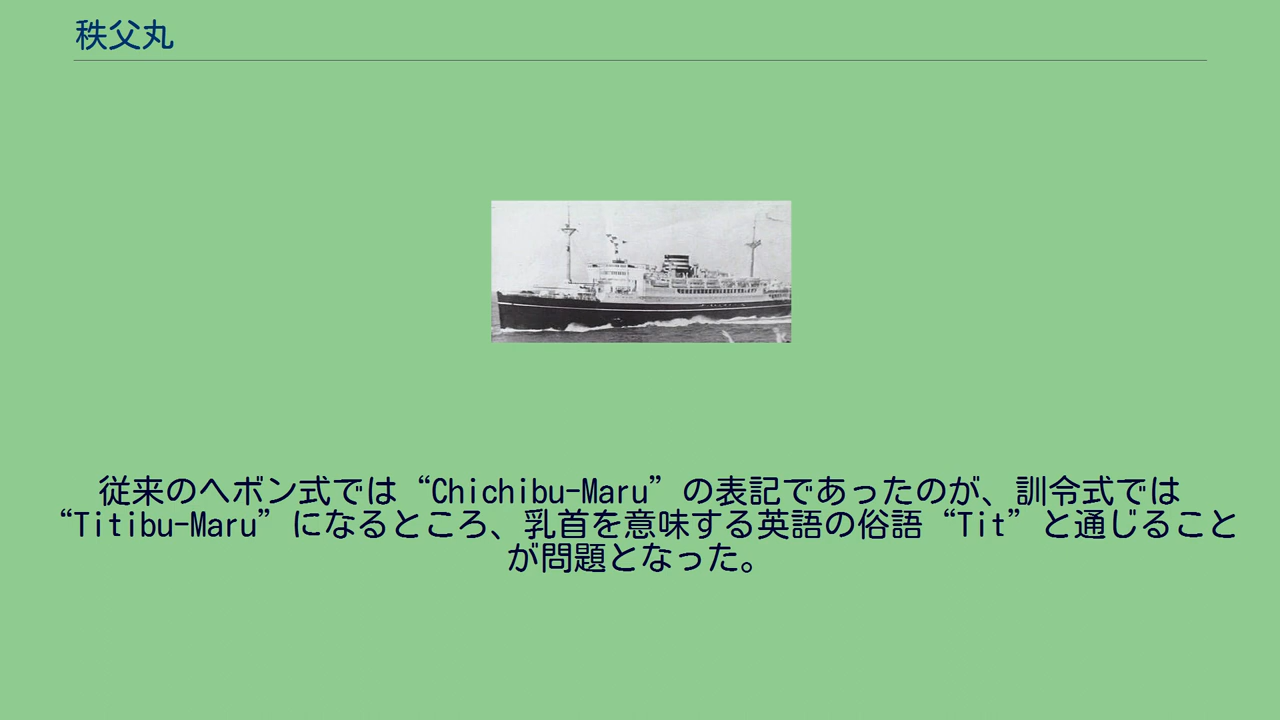 秩父丸
従来のヘボン式では“Chichibu-Maru”の表記であったのが、訓令式では
“Titibu-Maru”になるところ、乳首を意味する英語の俗語“Tit”と通じること
が問題となった。